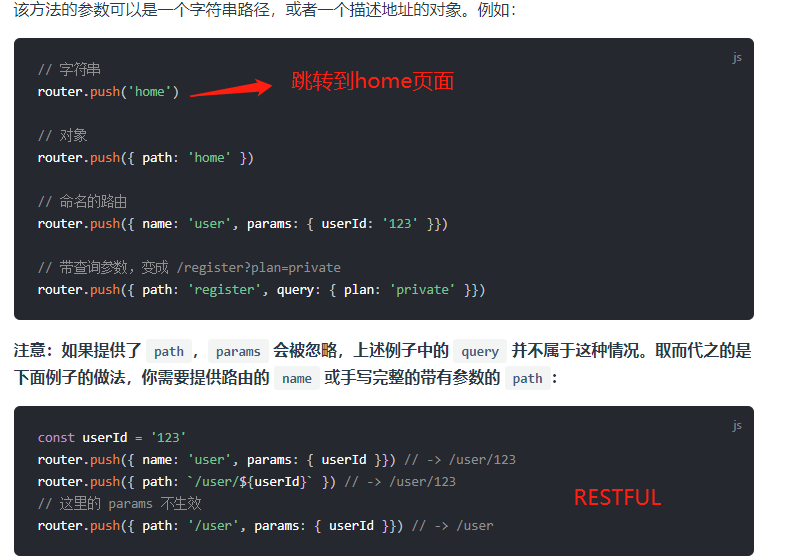 该方法的参数可以是一个字符串路径，或者一个描述地址的对象。例如：
js
// 字符串
router.push('home')
跳转到home页面
// 对象
router.push({ path: 'home' })
// 命名的路由
router.push({ name: 'user', params: { userId: '123' }})
// 带查询参数，变成 /register?plan=private
router.push({ path: 'register', query: { plan: 'private' }})
注意：如果提供了 path，params 会被忽略，上述例子中的 query 并不属于这种情况。取而代之的是
下面例子的做法，你需要提供路由的 name 或手写完整的带有参数的 path：
js
const userId = '123'
router.push({ name: 'user', params: { userId }}) // -> /user/123
router.push({ path: `/user/${userId}` }) // -> /user/123
// 这里的 params 不生效
RESTFUL
router.push({ path: '/user', params: { userId }}) // -> /user